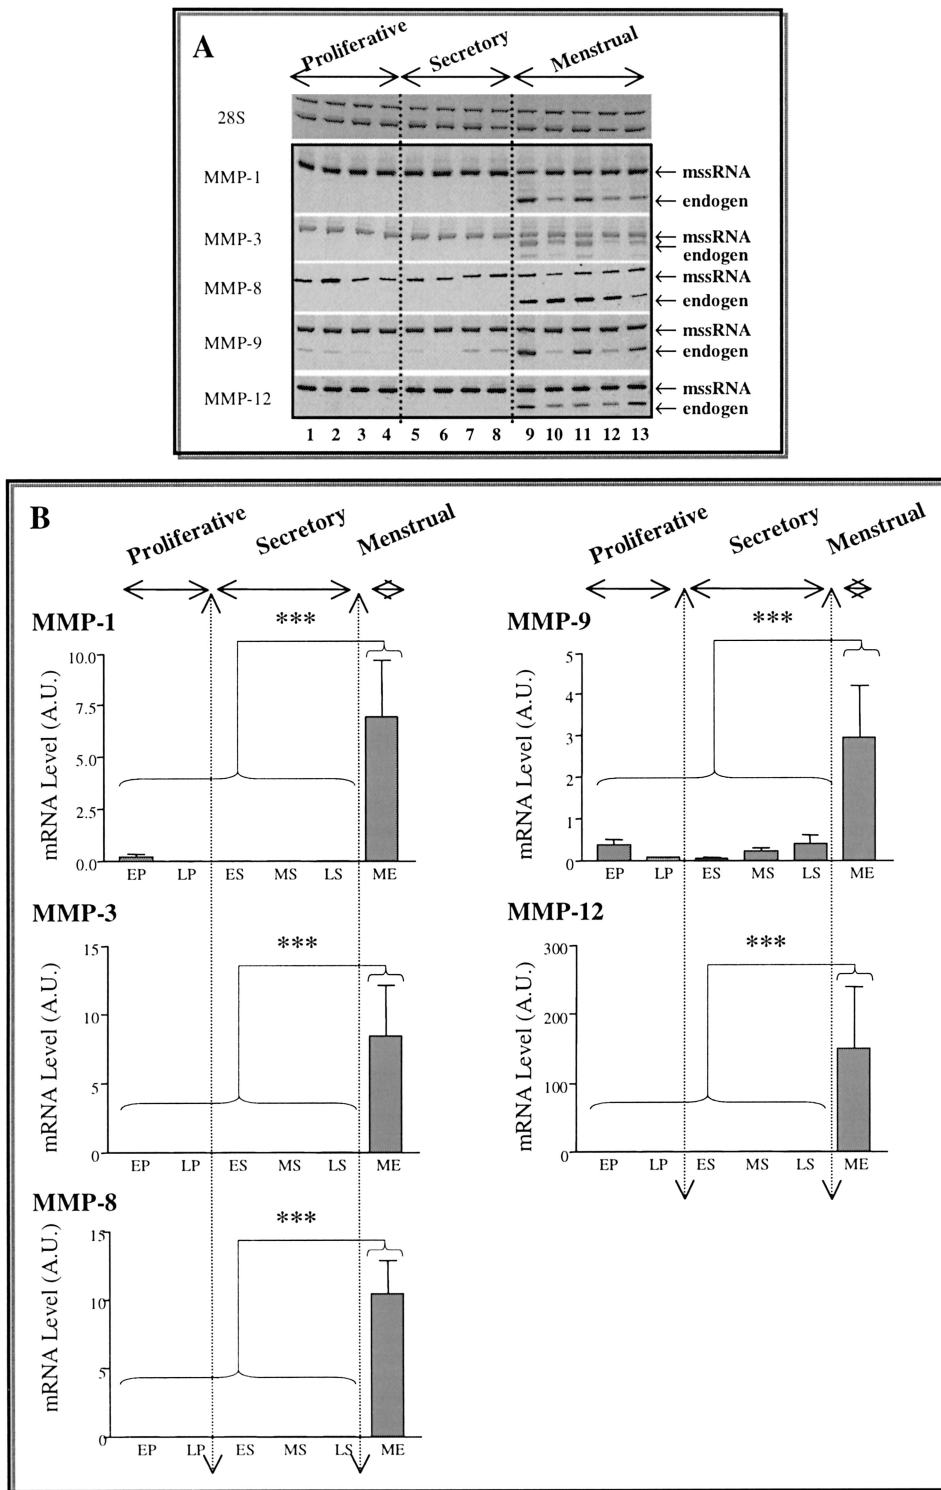 A
Proliferative Secretory Menstrual
28S
MMP-1 ← mssRNA
← endogen
MMP-3 ← mssRNA
← endogen
MMP-8 ← mssRNA
← endogen
MMP-9 ← mssRNA
← endogen
MMP-12 ← mssRNA
← endogen
1 2 3 4 5 6 7 8 9 10 11 12 13
B
Proliferative Secretory Menstrual
MMP-1
***
mRNA Level (A.U.)
10.0
7.5
5.0
2.5
0.0
EP LP ES MS LS ME
MMP-3
***
mRNA Level (A.U.)
15
10
5
0
EP LP ES MS LS ME
MMP-8
***
mRNA Level (A.U.)
15
10
5
0
EP LP ES MS LS ME
Proliferative Secretory Menstrual
MMP-9
***
mRNA Level (A.U.)
5
4
3
2
1
0
EP LP ES MS LS ME
MMP-12
***
mRNA Level (A.U.)
300
200
100
0
EP LP ES MS LS ME